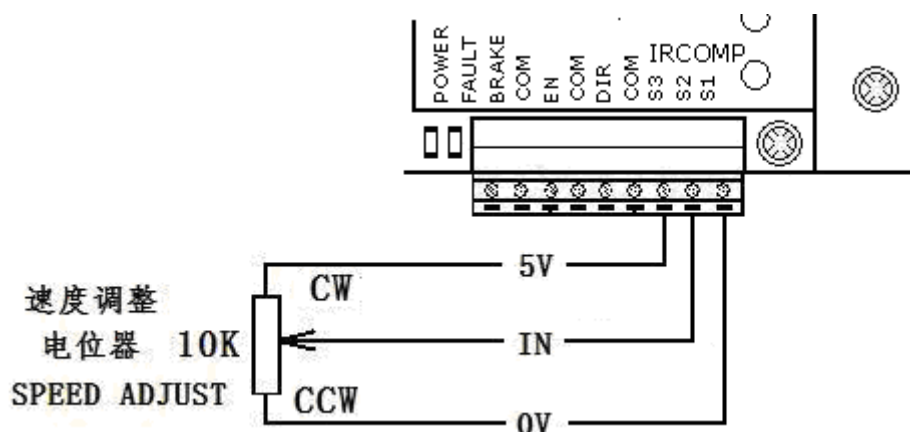 POWER
FAULT
BRAKE
COM
EN
COM
DIR
COM
S3
S2
S1
IRCOMP
5V
CW
速度调整
电位器 10K
IN
SPEED ADJUST
CCW
0V